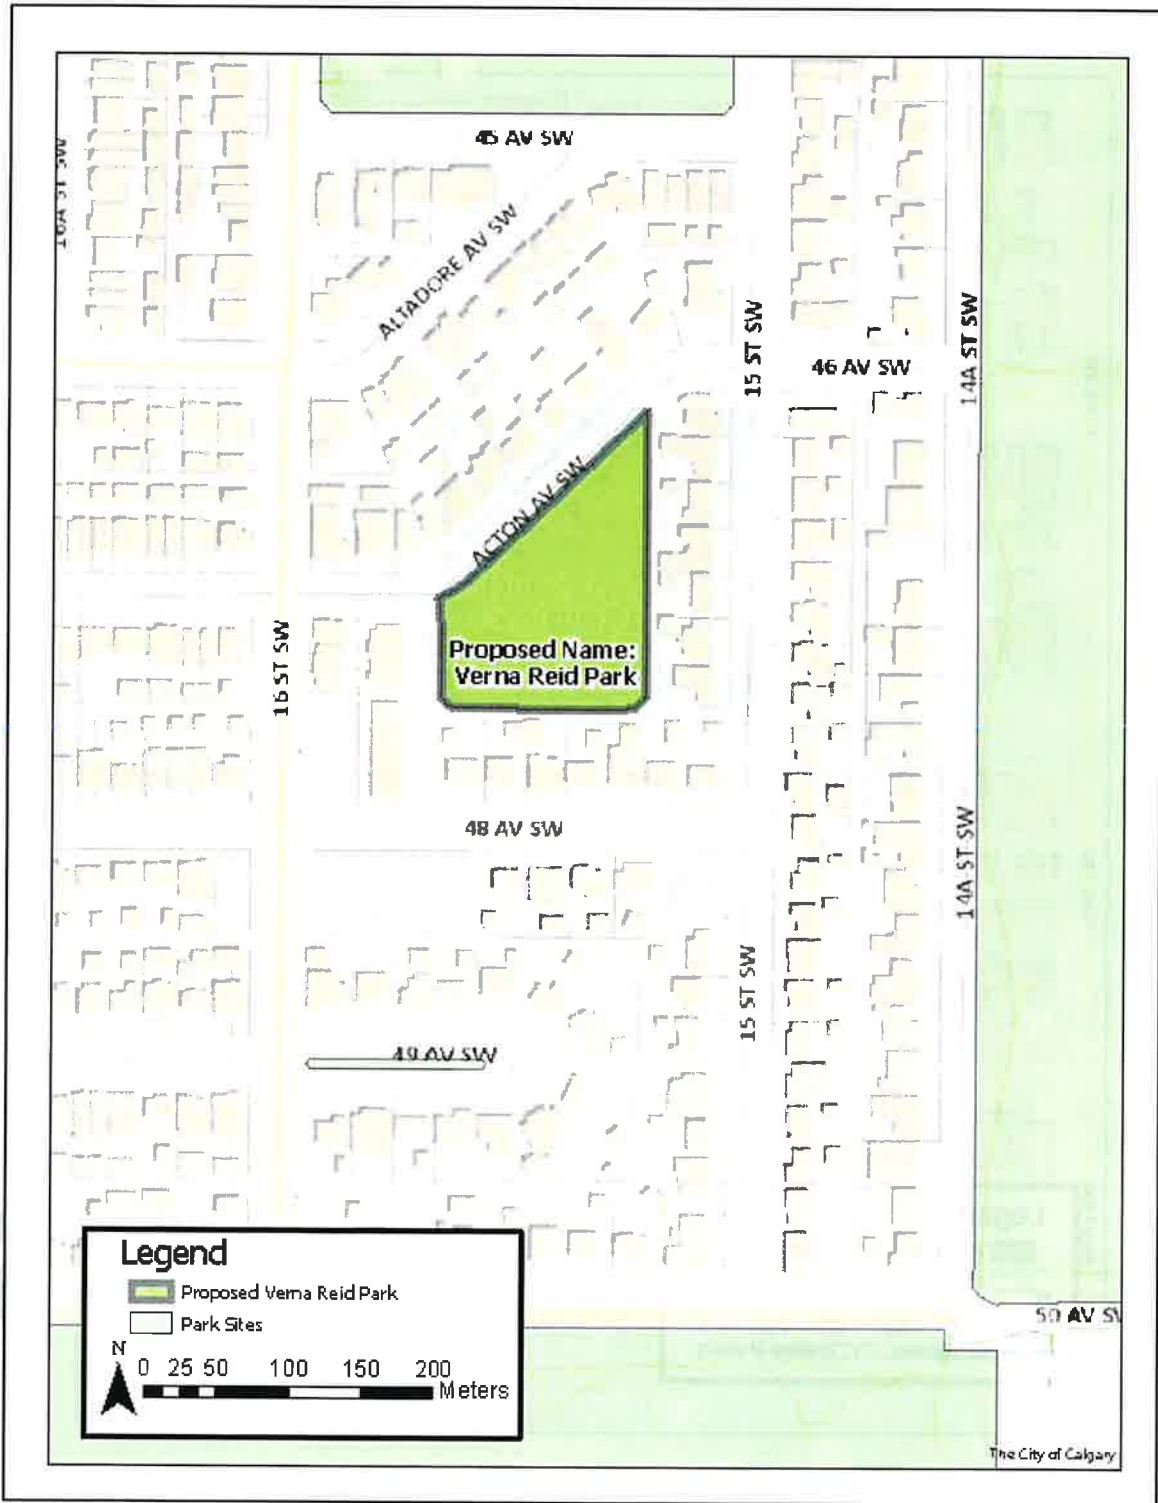 45 AV SW
16A ST SW
ALTADORE AV SW
15 ST SW
14A ST SW
46 AV SW
ACTON AV SW
16 ST SW
Proposed Name:
Verna Reid Park
48 AV SW
14A ST SW
15 ST SW
49 AV SW
50 AV SW
Legend
Proposed Verna Reid Park
Park Sites
N
0 25 50 100 150 200
Meters
The City of Calgary